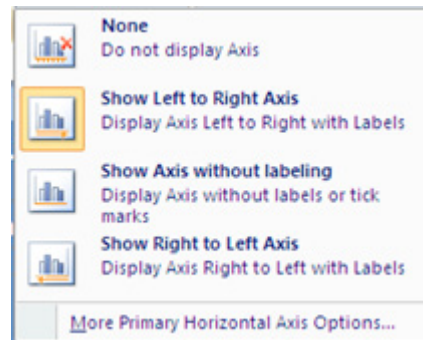 None
Do not display Axis
Show Left to Right Axis
Display Axis Left to Right with Labels
Show Axis without labeling
Display Axis without labels or tick
marks
Show Right to Left Axis
Display Axis Right to Left with Labels
More Primary Horizontal Axis Options...